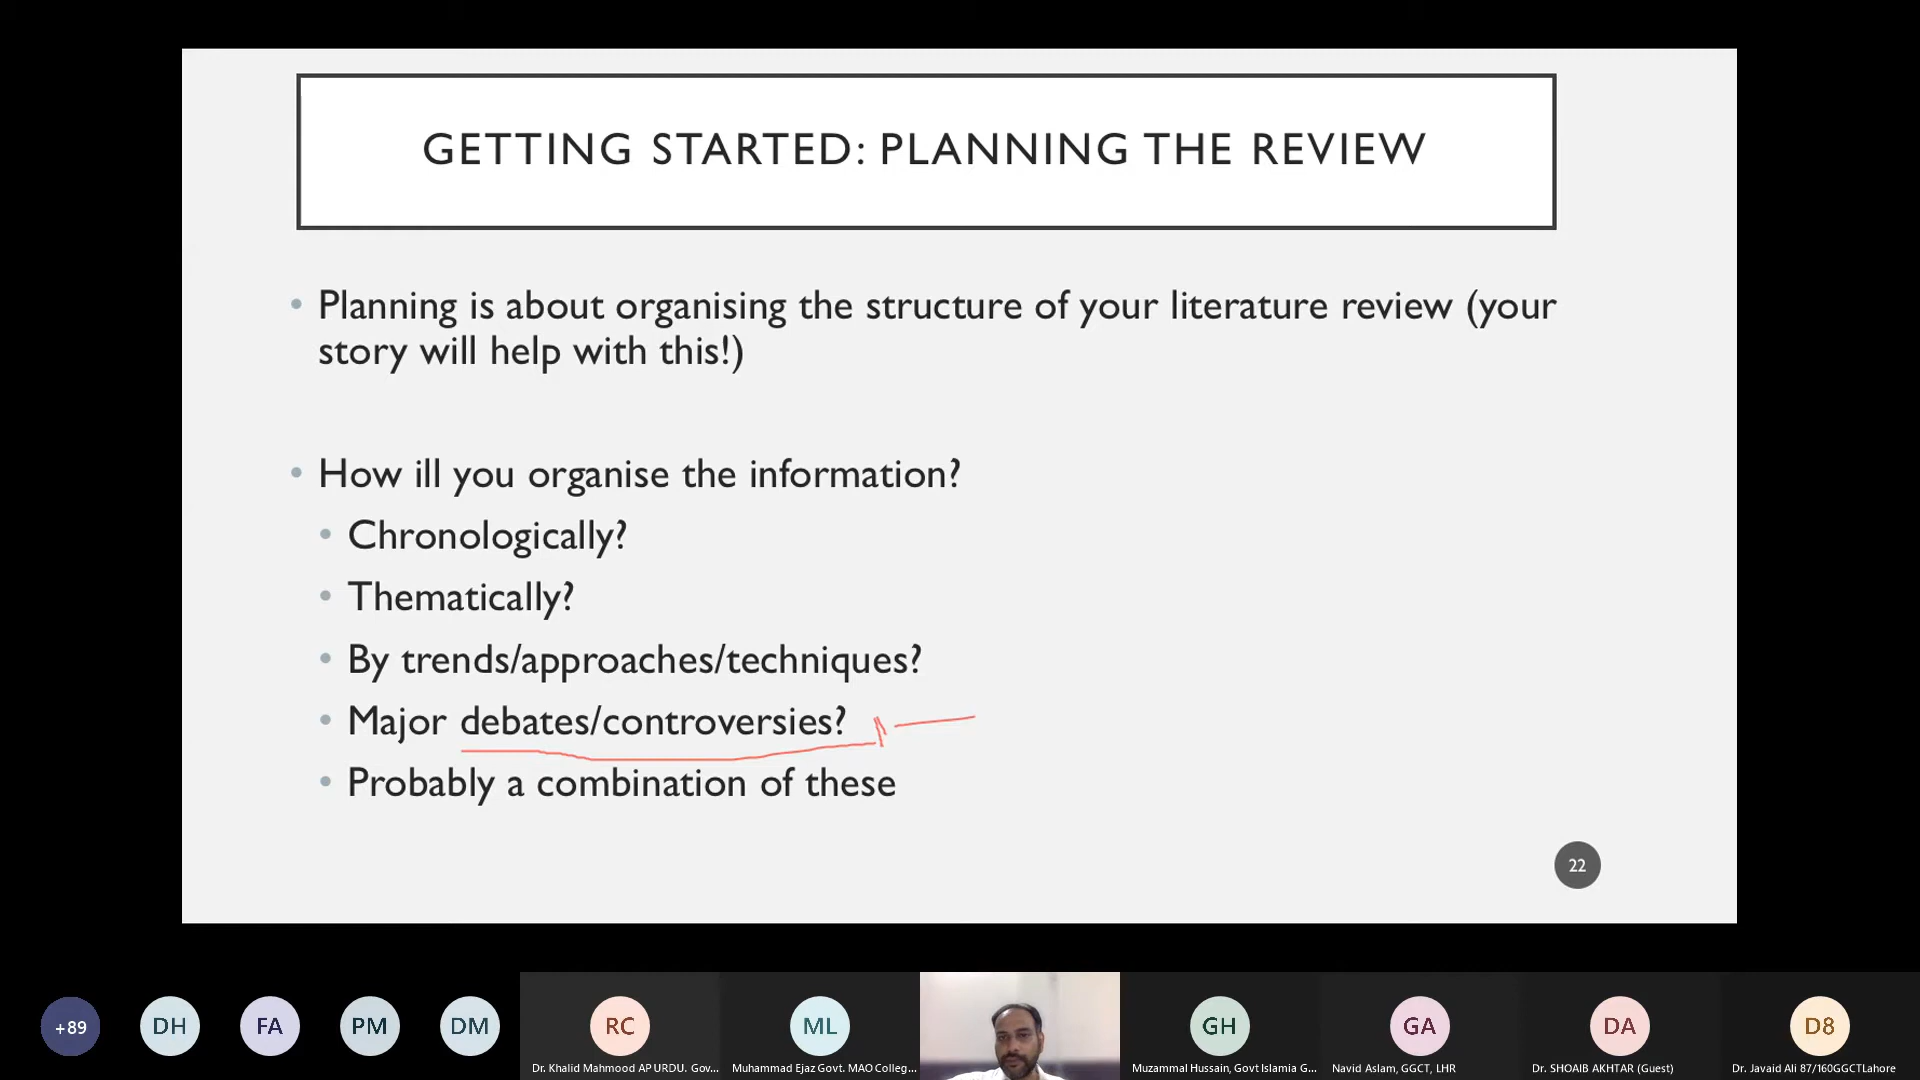 GETTING STARTED: PLANNING THE REVIEW
• Planning is about organising the structure of your literature review (your
story will help with this!)
• How ill you organise the information?
• Chronologically?
• Thematically?
• By trends/approaches/techniques?
• Major debates/controversies?
• Probably a combination of these
22
+89
DH
FA
PM
DM
RC
ML
GH
GA
DA
D8
Dr. Khalid Mahmood AP URDU. Gov...
Muhammad Ejaz Govt. MAO Colleg...
Muzammal Hussain, Govt Islamia G...
Navid Aslam, GGCT, LHR
Dr. SHOAIB AKHTAR (Guest)
Dr. Javaid Ali 87/160GGCTLahore